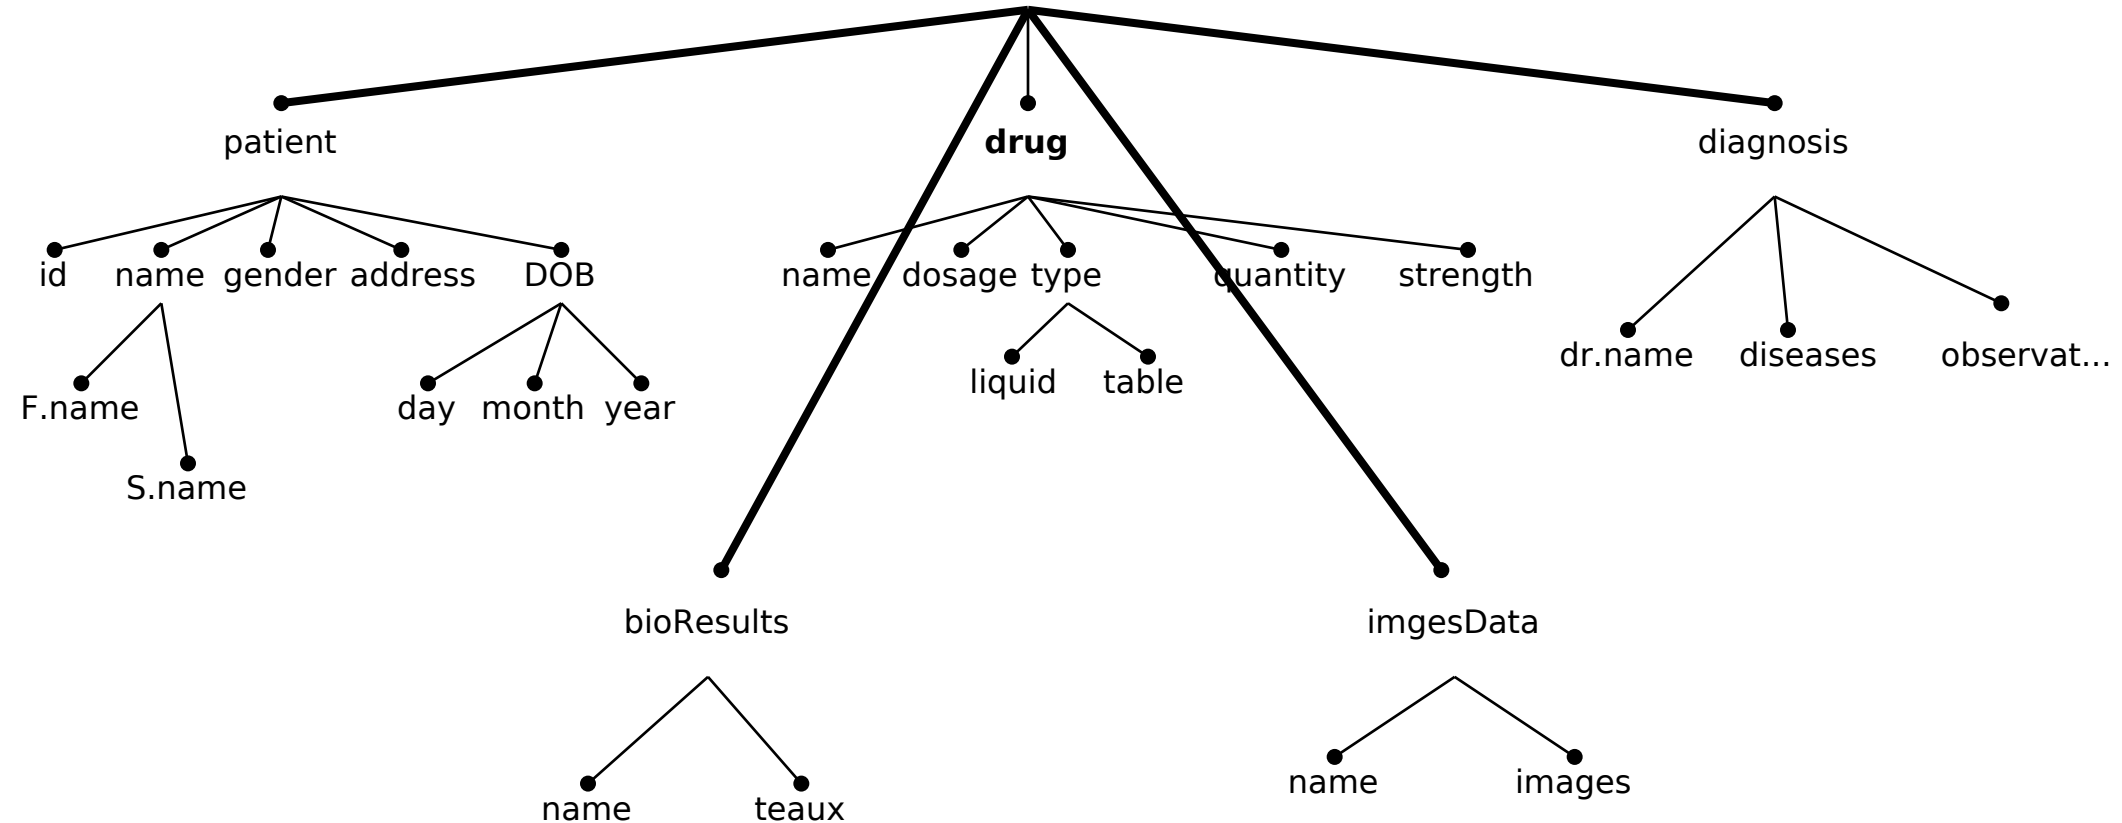 patient
drug
diagnosis
id name gender address DOB
name dosage type quantity strength
F.name
S.name
day month year
liquid table
dr.name diseases observat...
bioResults
imgesData
name teaux
name images